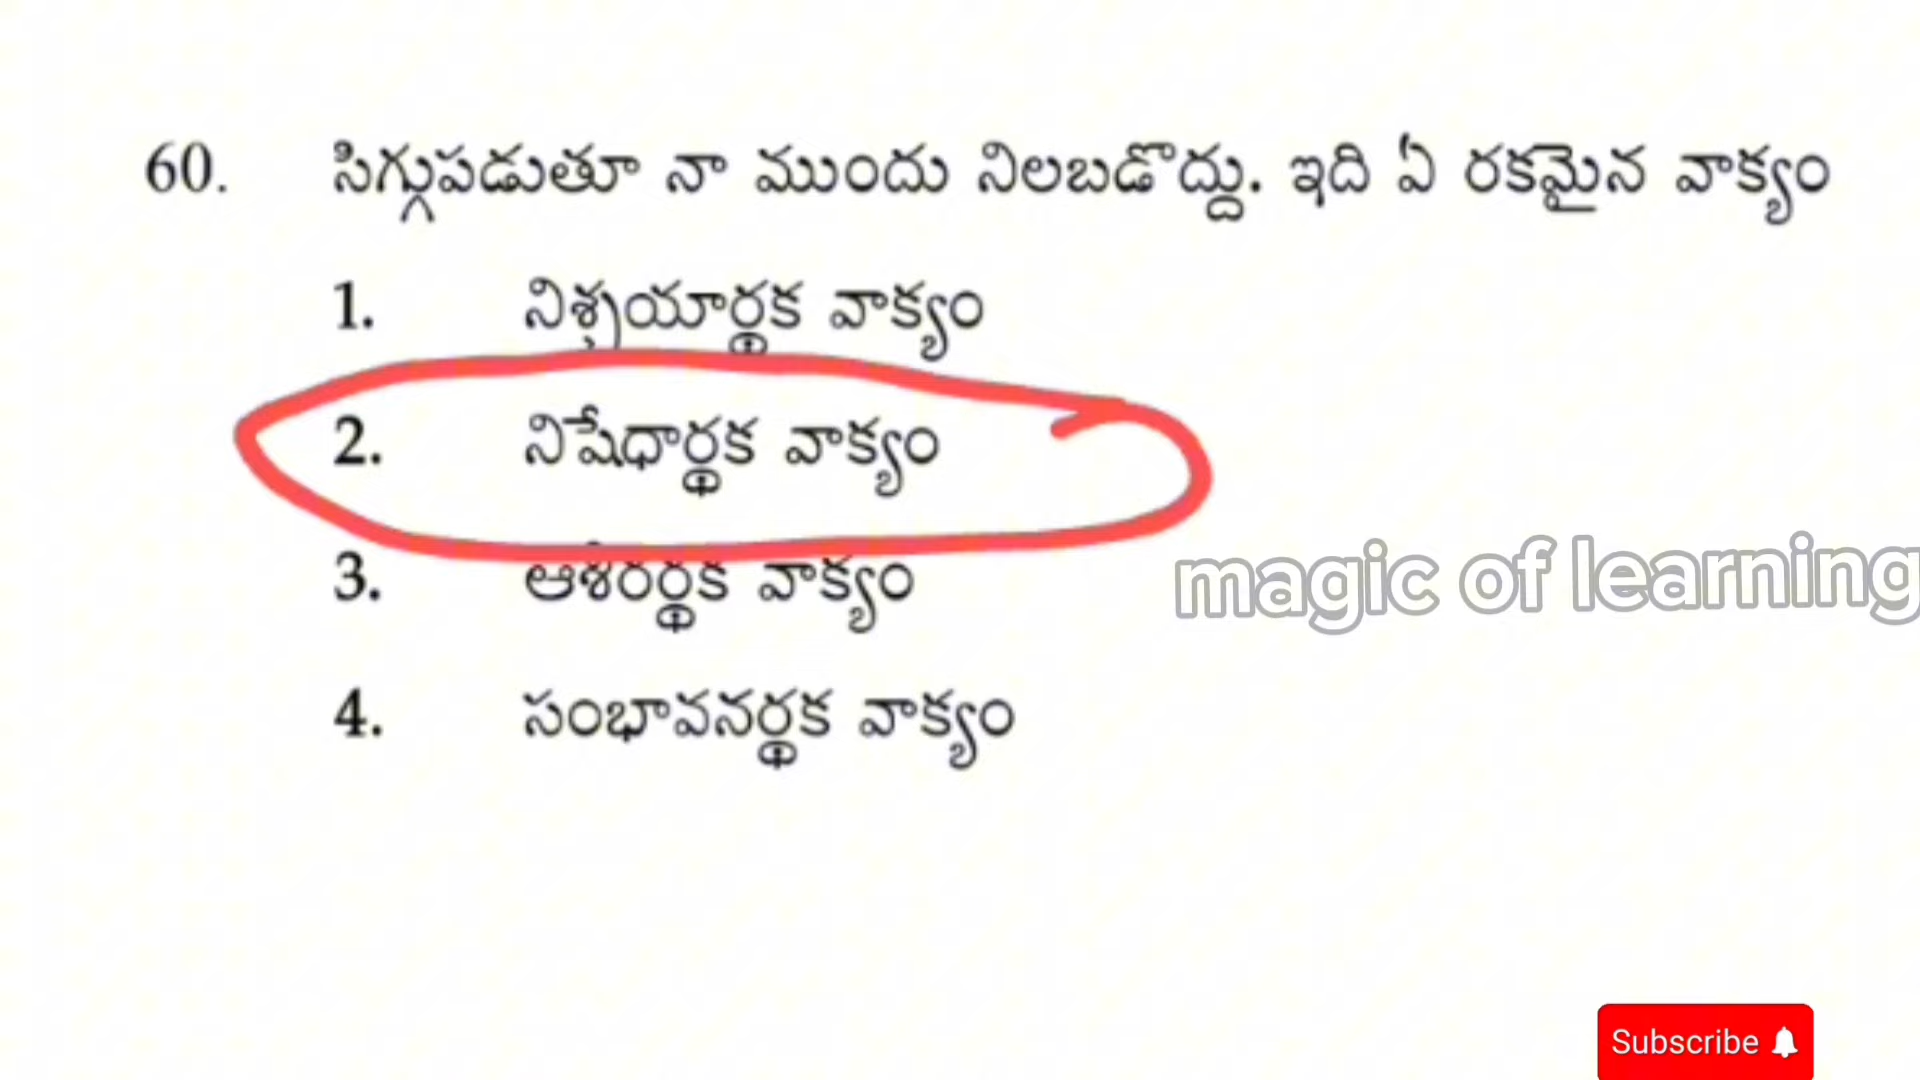 60. సిగ్గుపడుతూ నా ముందు నిలబడొద్దు. ఇది ఏ రకమైన వాక్యం
1. నిశ్చయార్థక వాక్యం
2. నిషేధార్థక వాక్యం
3. ఆశీరర్థక వాక్యం
magic of learning
4. సంభావనర్థక వాక్యం
Subscribe